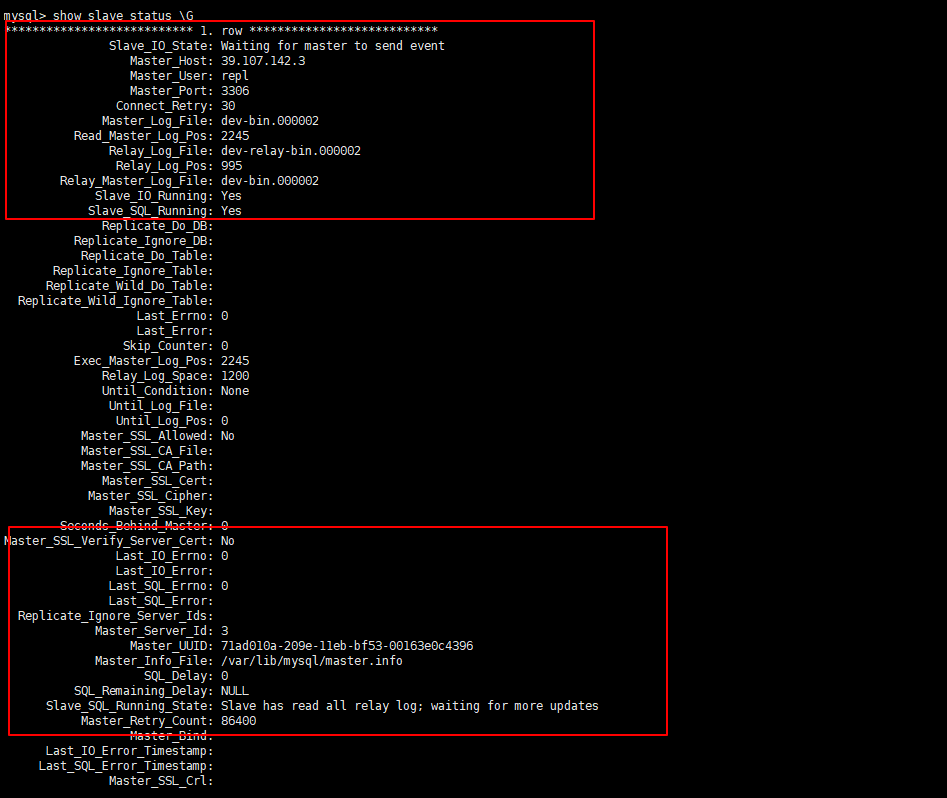 mysql> show slave status \G
*************************** 1. row ***************************
Slave_IO_State: Waiting for master to send event
Master_Host: 39.107.142.3
Master_User: repl
Master_Port: 3306
Connect_Retry: 30
Master_Log_File: dev-bin.000002
Read_Master_Log_Pos: 2245
Relay_Log_File: dev-relay-bin.000002
Relay_Log_Pos: 995
Relay_Master_Log_File: dev-bin.000002
Slave_IO_Running: Yes
Slave_SQL_Running: Yes
Replicate_Do_DB:
Replicate_Ignore_DB:
Replicate_Do_Table:
Replicate_Ignore_Table:
Replicate_Wild_Do_Table:
Replicate_Wild_Ignore_Table:
Last_Errno: 0
Last_Error:
Skip_Counter: 0
Exec_Master_Log_Pos: 2245
Relay_Log_Space: 1200
Until_Condition: None
Until_Log_File:
Until_Log_Pos: 0
Master_SSL_Allowed: No
Master_SSL_CA_File:
Master_SSL_CA_Path:
Master_SSL_Cert:
Master_SSL_Cipher:
Master_SSL_Key:
Seconds_Behind_Master: 0
Master_SSL_Verify_Server_Cert: No
Last_IO_Errno: 0
Last_IO_Error:
Last_SQL_Errno: 0
Last_SQL_Error:
Replicate_Ignore_Server_Ids:
Master_Server_Id: 3
Master_UUID: 71ad010a-209e-11eb-bf53-00163e0c4396
Master_Info_File: /var/lib/mysql/master.info
SQL_Delay: 0
SQL_Remaining_Delay: NULL
Slave_SQL_Running_State: Slave has read all relay log; waiting for more updates
Master_Retry_Count: 86400
Master_Bind:
Last_IO_Error_Timestamp:
Last_SQL_Error_Timestamp:
Master_SSL_Crl: